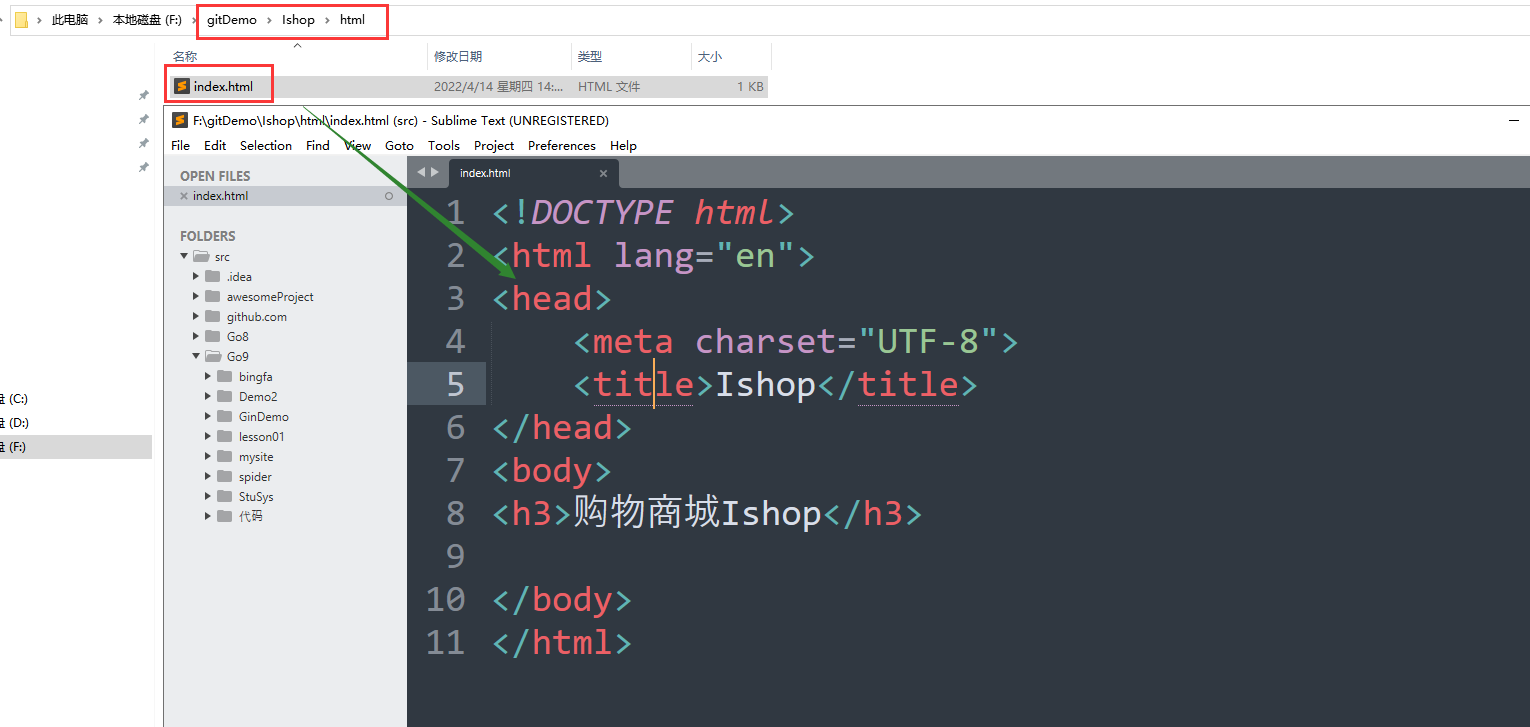 此电脑 › 本地磁盘 (F:) › gitDemo › Ishop › html
名称 修改日期 类型 大小
index.html 2022/4/14 星期四 14:... HTML 文件 1 KB
F:\gitDemo\Ishop\html\index.html (src) - Sublime Text (UNREGISTERED)
File Edit Selection Find View Goto Tools Project Preferences Help
OPEN FILES
index.html
FOLDERS
src
.idea
awesomeProject
github.com
Go8
Go9
bingfa
Demo2
GinDemo
lesson01
mysite
spider
StuSys
代码
(C:)
(D:)
(F:)
index.html
1 <!DOCTYPE html>
2 <html lang="en">
3 <head>
4 <meta charset="UTF-8">
5 <title>Ishop</title>
6 </head>
7 <body>
8 <h3>购物商城Ishop</h3>
9
10 </body>
11 </html>